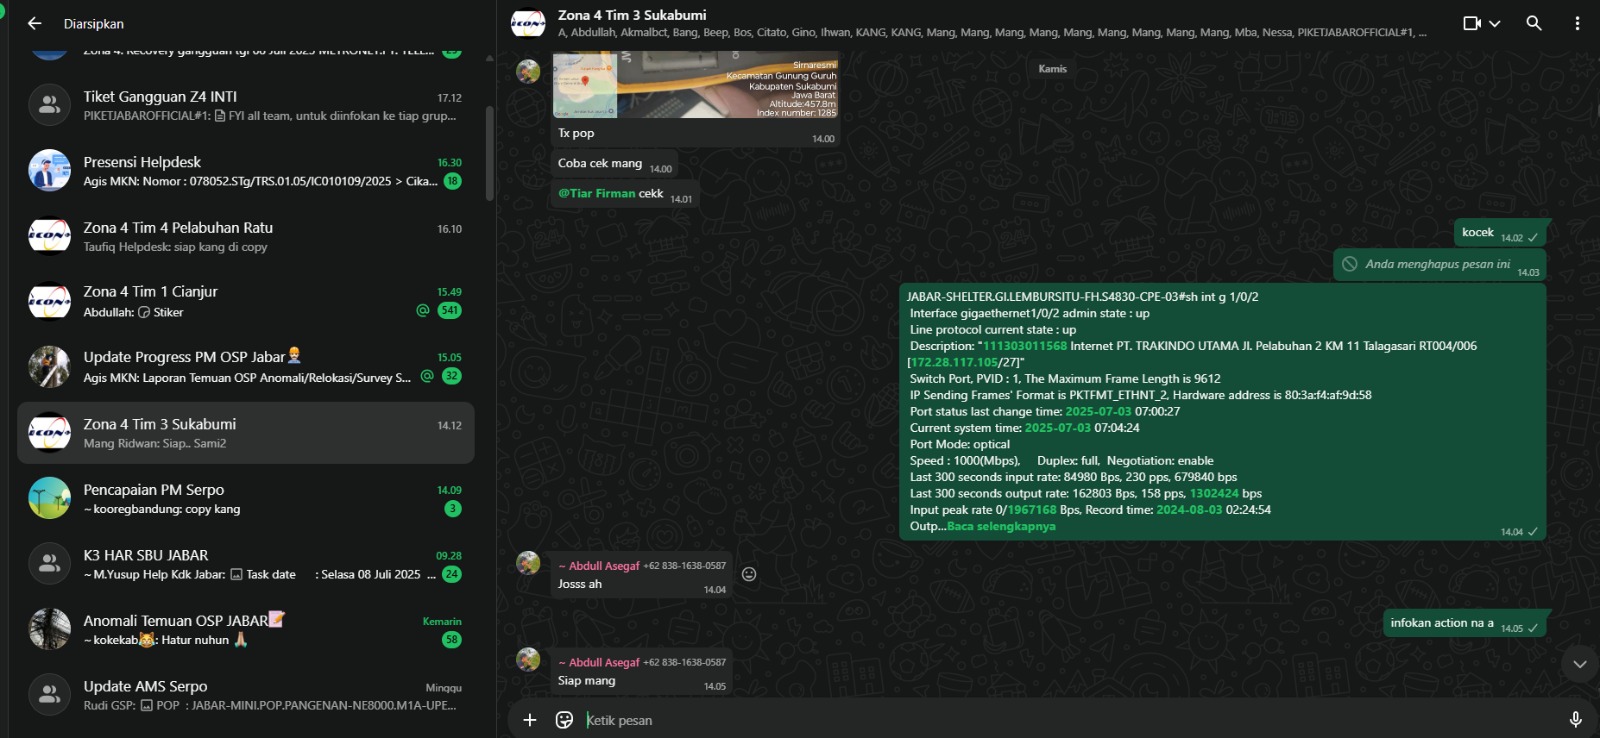 Diarsipkan
Zona 4: Recovery gangguan tgl 08 Juli 2025 METRONET.PT. TELE...
Tiket Gangguan Z4 INTI
17.12
PIKETJABAROFFICIAL#1: FYI all team, untuk diinfokan ke tiap grup...
Presensi Helpdesk
16.30
Agis MKN: Nomor : 078052.STg/TRS.01.05/IC010109/2025 > Cika...
18
Zona 4 Tim 4 Pelabuhan Ratu
16.10
Taufiq Helpdesk: siap kang di copy
Zona 4 Tim 1 Cianjur
15.49
Abdullah: Stiker
@ 541
Update Progress PM OSP Jabar👷
15.05
Agis MKN: Laporan Temuan OSP Anomali/Relokasi/Survey S...
@ 32
Zona 4 Tim 3 Sukabumi
14.12
Mang Ridwan: Siap.. Sami2
Pencapaian PM Serpo
14.09
~ kooregbandung: copy kang
3
K3 HAR SBU JABAR
09.28
~ M.Yusup Help Kdk Jabar: Task date : Selasa 08 Juli 2025 ...
24
Anomali Temuan OSP JABAR📝
Kemarin
~ kokekab😹: Hatur nuhun 🙏🏼
58
Update AMS Serpo
Minggu
Rudi GSP: POP : JABAR-MINI.POP.PANGENAN-NE8000.M1A-UPE...
Zona 4 Tim 3 Sukabumi
A, Abdullah, Akmalbct, Bang, Beep, Bos, Citato, Gino, Ihwan, KANG, KANG, Mang, Mang, Mang, Mang, Mang, Mang, Mang, Mang, Mang, Mba, Nessa, PIKETJABAROFFICIAL#1, ...
Kamis
Sirnaresmi
Kecamatan Gunung Guruh
Kabupaten Sukabumi
Jawa Barat
Altitude:457.8m
Index number: 1285
Tx pop
14.00
Coba cek mang 14.00
@Tiar Firman cekk 14.01
kocek 14.02
Anda menghapus pesan ini 14.03
JABAR-SHELTER.GI.LEMBURSITU-FH.S4830-CPE-03#sh int g 1/0/2
Interface gigaethernet1/0/2 admin state : up
Line protocol current state : up
Description: "111303011568 Internet PT. TRAKINDO UTAMA Jl. Pelabuhan 2 KM 11 Talagasari RT004/006
[172.28.117.105/27]"
Switch Port, PVID : 1, The Maximum Frame Length is 9612
IP Sending Frames' Format is PKTFMT_ETHNT_2, Hardware address is 80:3a:f4:af:9d:58
Port status last change time: 2025-07-03 07:00:27
Current system time: 2025-07-03 07:04:24
Port Mode: optical
Speed : 1000(Mbps), Duplex: full, Negotiation: enable
Last 300 seconds input rate: 84980 Bps, 230 pps, 679840 bps
Last 300 seconds output rate: 162803 Bps, 158 pps, 1302424 bps
Input peak rate 0/1967168 Bps, Record time: 2024-08-03 02:24:54
Outp...Baca selengkapnya
14.04
~ Abdull Asegaf +62 838-1638-0587
Josss ah
14.04
infokan action na a 14.05
~ Abdull Asegaf +62 838-1638-0587
Siap mang
14.05
Ketik pesan